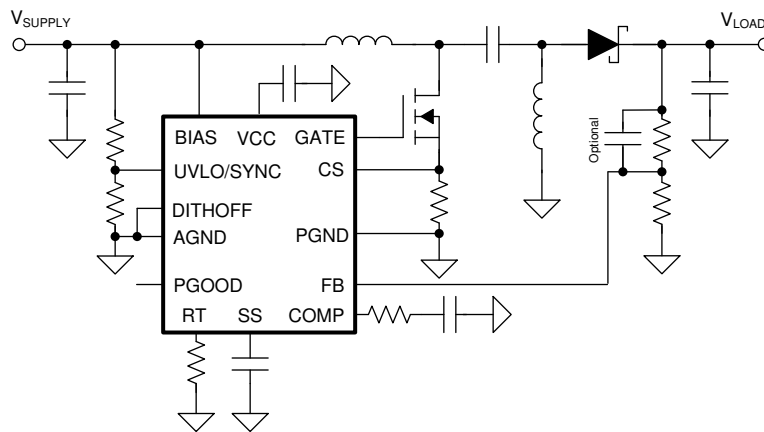 VSUPPLY
VLOAD
BIAS
VCC
GATE
UVLO/SYNC
CS
DITHOFF
AGND
PGND
PGOOD
FB
RT
SS
COMP
Optional